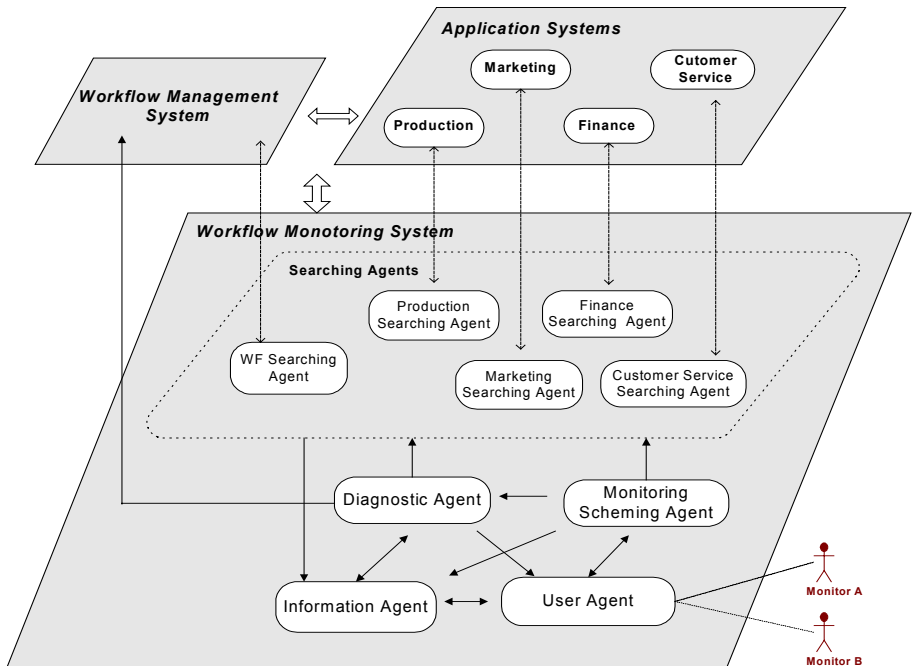 Application Systems
Marketing
Cutomer
Service
Workflow Management
System
Production
Finance
Workflow Monotoring System
Searching Agents
Production
Searching Agent
Finance
Searching Agent
WF Searching
Agent
Marketing
Searching Agent
Customer Service
Searching Agent
Diagnostic Agent
Monitoring
Scheming Agent
Information Agent
User Agent
Monitor A
Monitor B